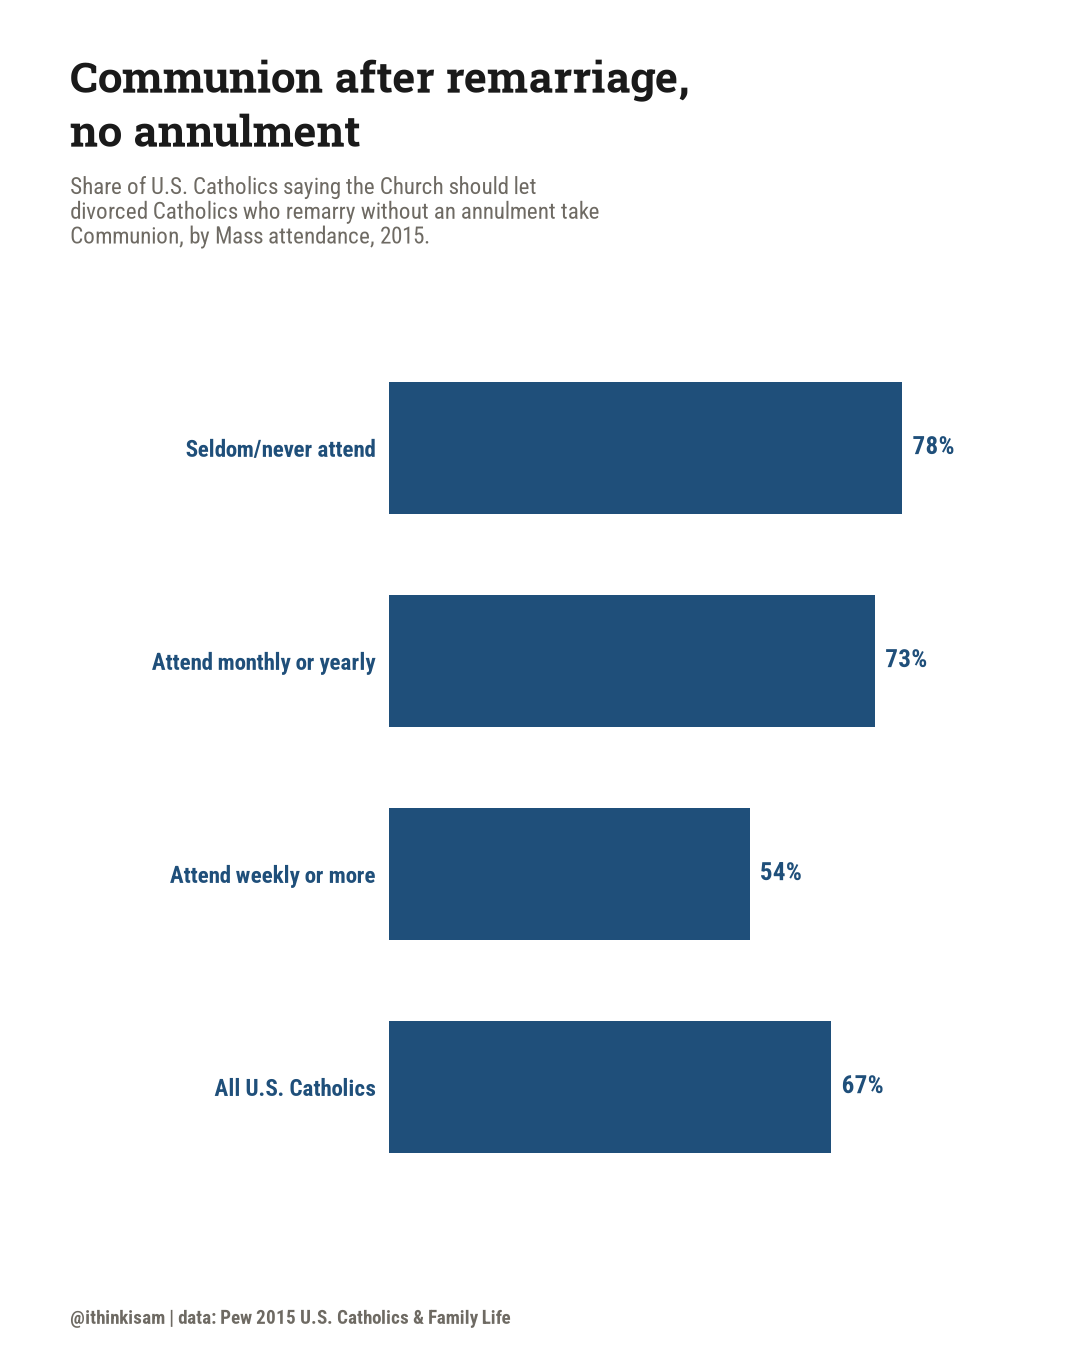 Communion after remarriage,
no annulment
Share of U.S. Catholics saying the Church should let
divorced Catholics who remarry without an annulment take
Communion, by Mass attendance, 2015.
Seldom/never attend 78%
Attend monthly or yearly 73%
Attend weekly or more 54%
All U.S. Catholics 67%
@ithinkisam | data: Pew 2015 U.S. Catholics & Family Life